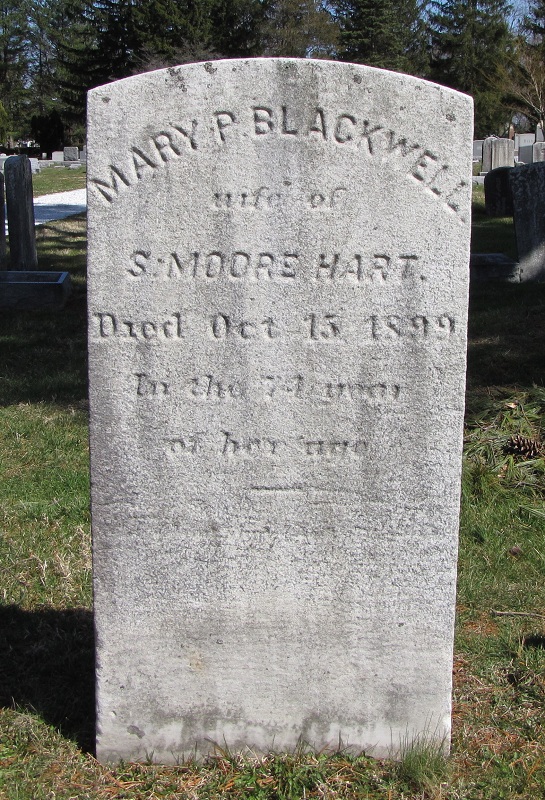 MARY P. BLACKWELL
wife of
S. MOORE HART.
Died Oct 15 1899
In the 74 year
of her age